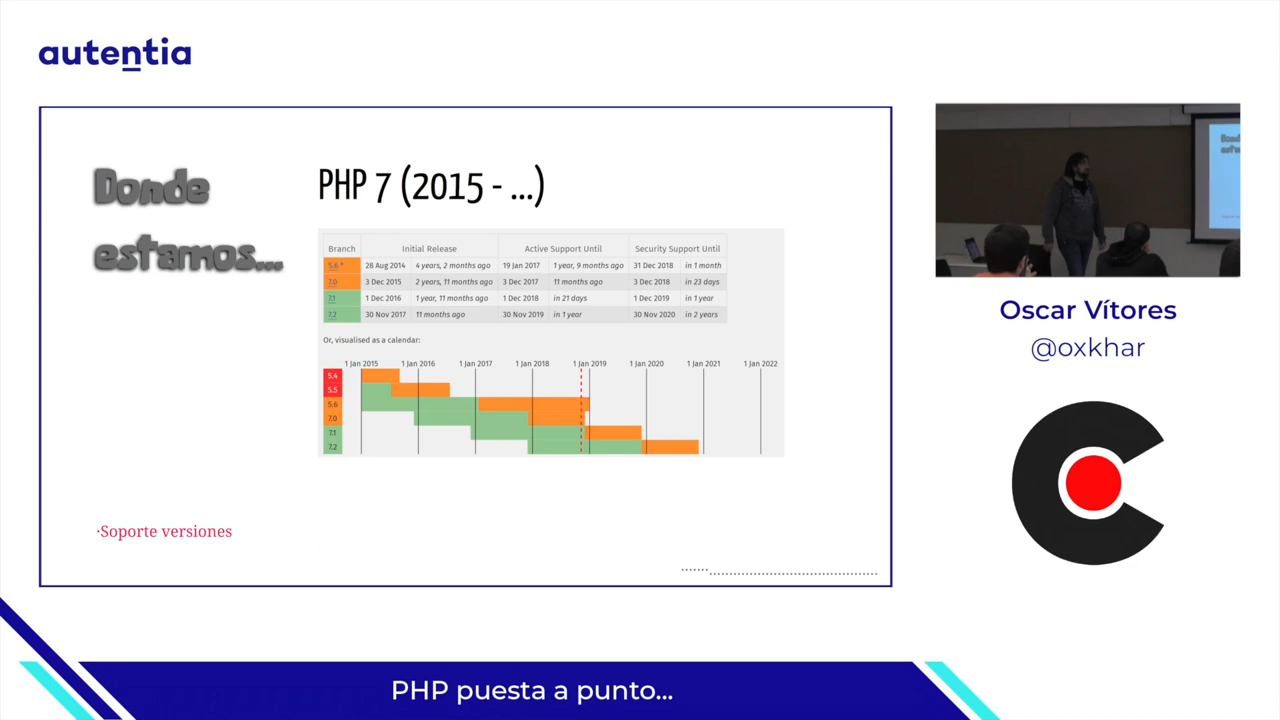 autentia
Donde
estamos...
PHP 7 (2015 - ...)
Branch Initial Release Active Support Until Security Support Until
5.6 * 28 Aug 2014 4 years, 2 months ago 19 Jan 2017 1 year, 9 months ago 31 Dec 2018 in 1 month
7.0 3 Dec 2015 2 years, 11 months ago 3 Dec 2017 11 months ago 3 Dec 2018 in 23 days
7.1 1 Dec 2016 1 year, 11 months ago 1 Dec 2018 in 21 days 1 Dec 2019 in 1 year
7.2 30 Nov 2017 11 months ago 30 Nov 2019 in 1 year 30 Nov 2020 in 2 years
Or, visualised as a calendar:
1 Jan 2015 1 Jan 2016 1 Jan 2017 1 Jan 2018 1 Jan 2019 1 Jan 2020 1 Jan 2021 1 Jan 2022
5.4
5.5
5.6
7.0
7.1
7.2
·Soporte versiones
Oscar Vítores
@oxkhar
PHP puesta a punto...